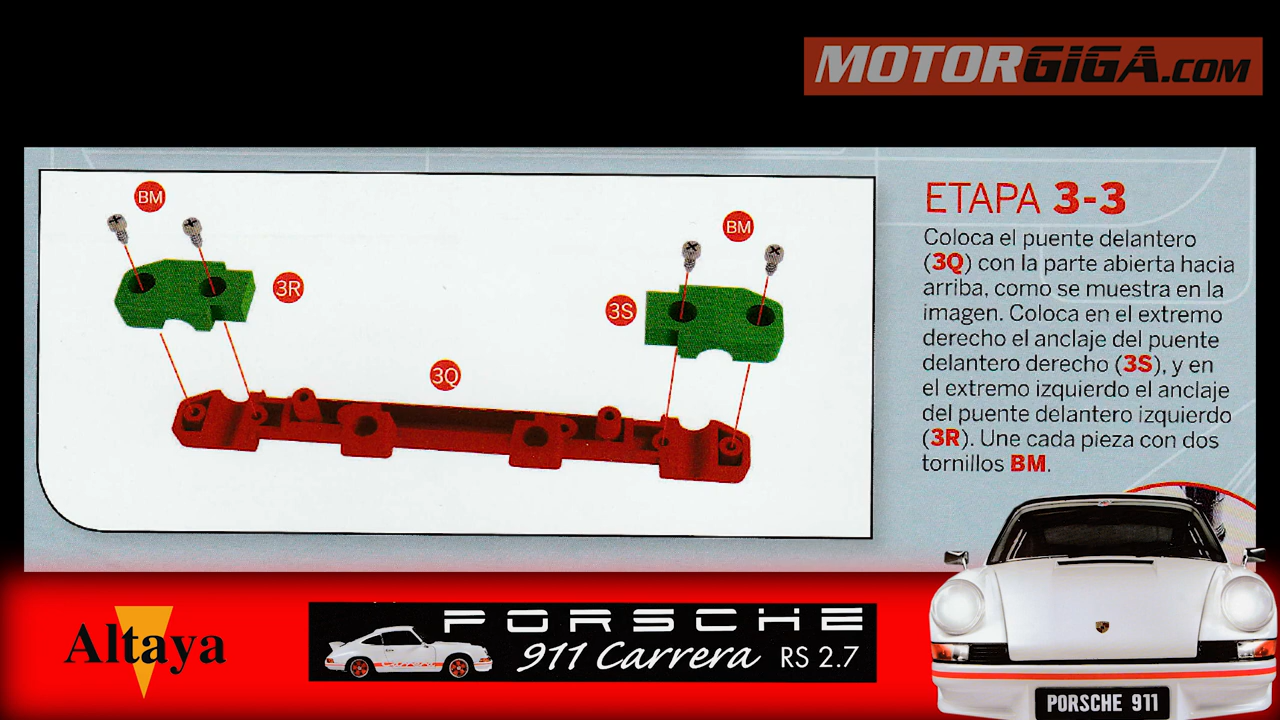 MOTORGIGA.COM
BM
BM
3R
3S
3Q
ETAPA 3-3
Coloca el puente delantero
(3Q) con la parte abierta hacia
arriba, como se muestra en la
imagen. Coloca en el extremo
derecho el anclaje del puente
delantero derecho (3S), y en
el extremo izquierdo el anclaje
del puente delantero izquierdo
(3R). Une cada pieza con dos
tornillos BM.
Altaya
PORSCHE
911 Carrera RS 2.7
PORSCHE 911